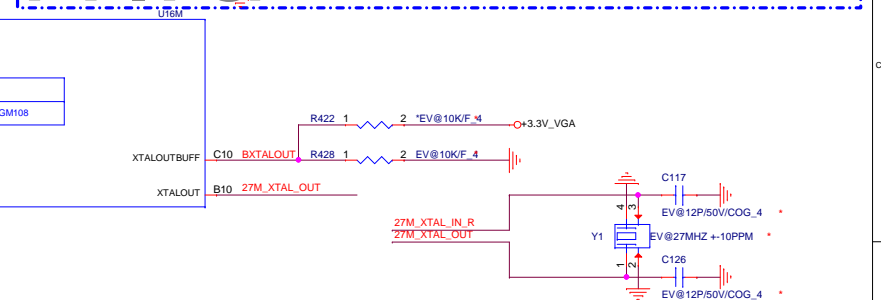 U16M
C
GM108
R422 1 2 *EV@10K/F_4 *
+3.3V_VGA
XTALOUTBUFF C10 BXTALOUT R428 1 2 EV@10K/F_4
XTALOUT B10 27M_XTAL_OUT
C117
EV@12P/50V/COG_4 *
4 3
27M_XTAL_IN_R
27M_XTAL_OUT
Y1 EV@27MHZ +-10PPM *
1 2
C126
EV@12P/50V/COG_4 *